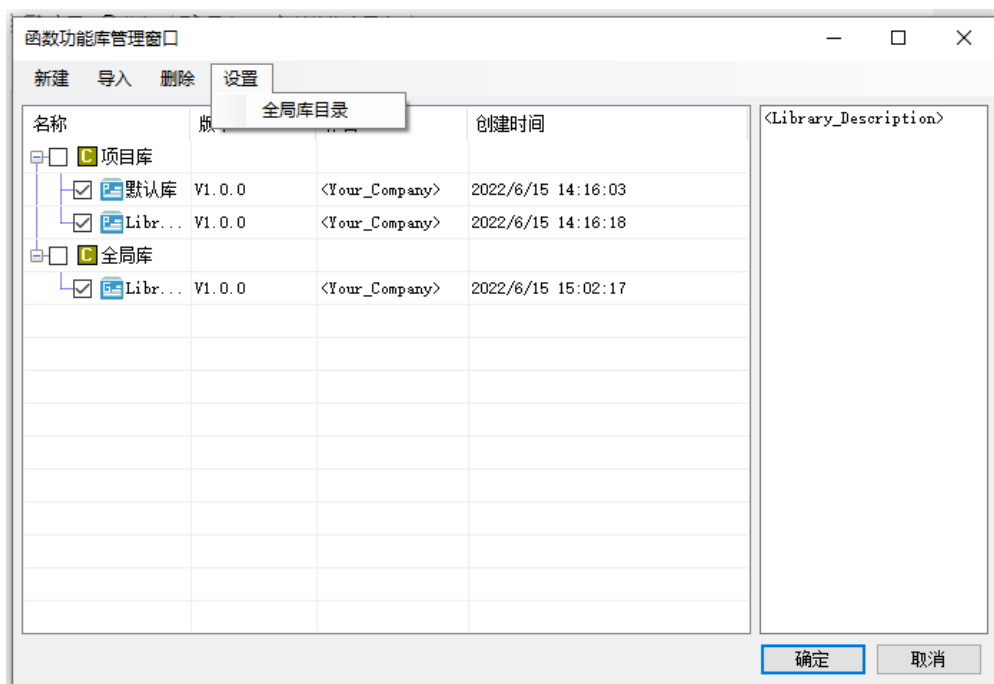 函数功能库管理窗口
新建 导入 删除 设置
全局库目录
名称 创建时间 <Library_Description>
C 项目库
默认库 V1.0.0 <Your_Company> 2022/6/15 14:16:03
Libr... V1.0.0 <Your_Company> 2022/6/15 14:16:18
C 全局库
Libr... V1.0.0 <Your_Company> 2022/6/15 15:02:17
确定 取消